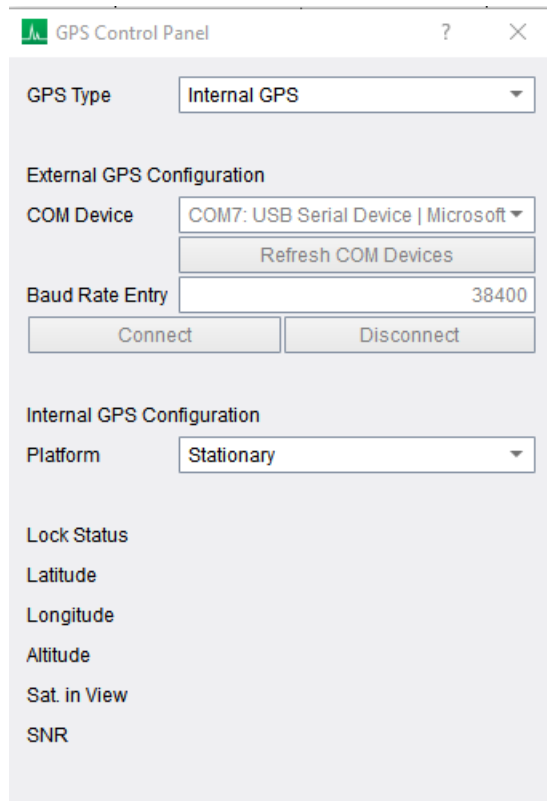 GPS Control Panel ?
GPS Type Internal GPS
External GPS Configuration
COM Device COM7: USB Serial Device | Microsoft
Refresh COM Devices
Baud Rate Entry 38400
Connect Disconnect
Internal GPS Configuration
Platform Stationary
Lock Status
Latitude
Longitude
Altitude
Sat. in View
SNR